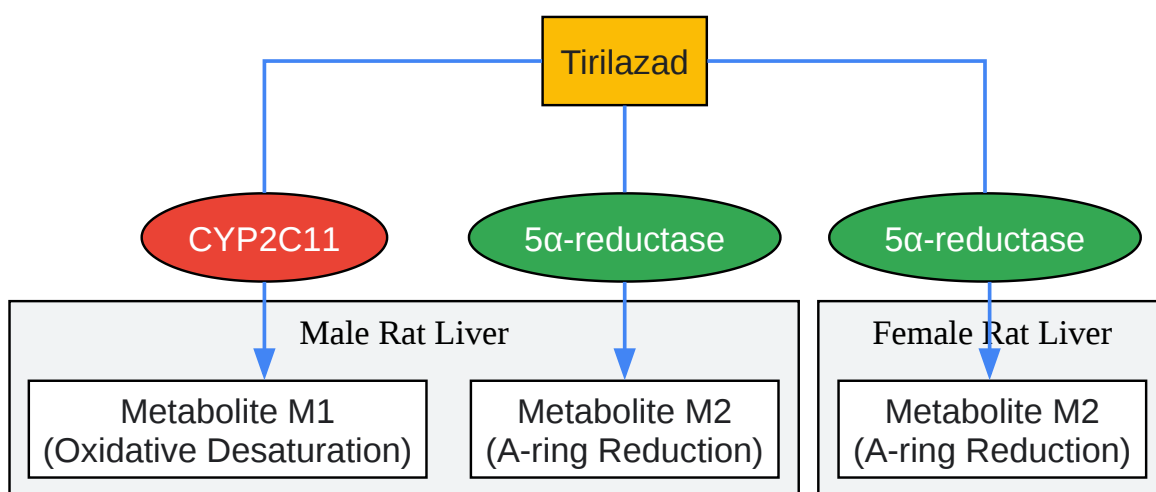 Tirilazad
CYP2C11
5α-reductase
5α-reductase
Male Rat Liver
Female Rat Liver
Metabolite M1
(Oxidative Desaturation)
Metabolite M2
(A-ring Reduction)
Metabolite M2
(A-ring Reduction)